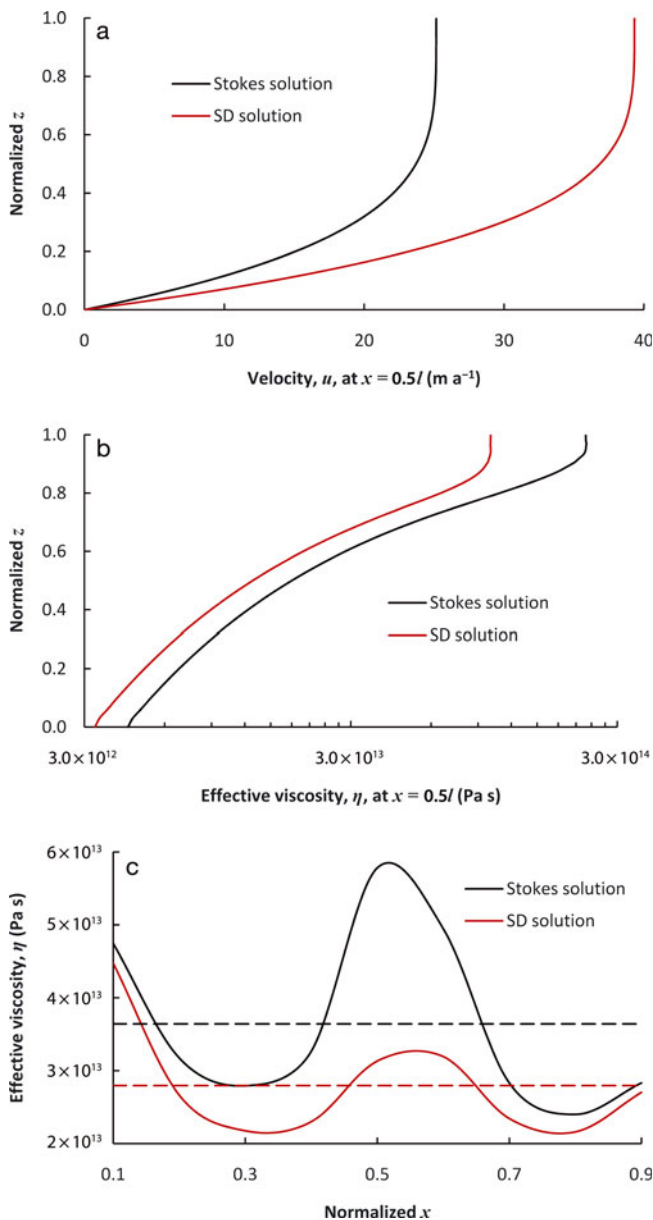 a
Normalized z
1.0
0.8
0.6
0.4
0.2
0.0
Stokes solution
SD solution
0 10 20 30 40
Velocity, u, at x = 0.5l (m a⁻¹)
b
Normalized z
1.0
0.8
0.6
0.4
0.2
0.0
Stokes solution
SD solution
3.0×10¹² 3.0×10¹³ 3.0×10¹⁴
Effective viscosity, η, at x = 0.5l (Pa s)
c
Effective viscosity, η (Pa s)
6×10¹³
5×10¹³
4×10¹³
3×10¹³
2×10¹³
Stokes solution
SD solution
0.1 0.3 0.5 0.7 0.9
Normalized x